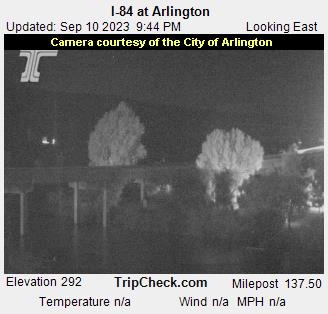 I-84 at Arlington
Updated: Sep 10 2023 9:44 PM Looking East
Camera courtesy of the City of Arlington
Elevation 292 TripCheck.com Milepost 137.50
Temperature n/a Wind n/a MPH n/a